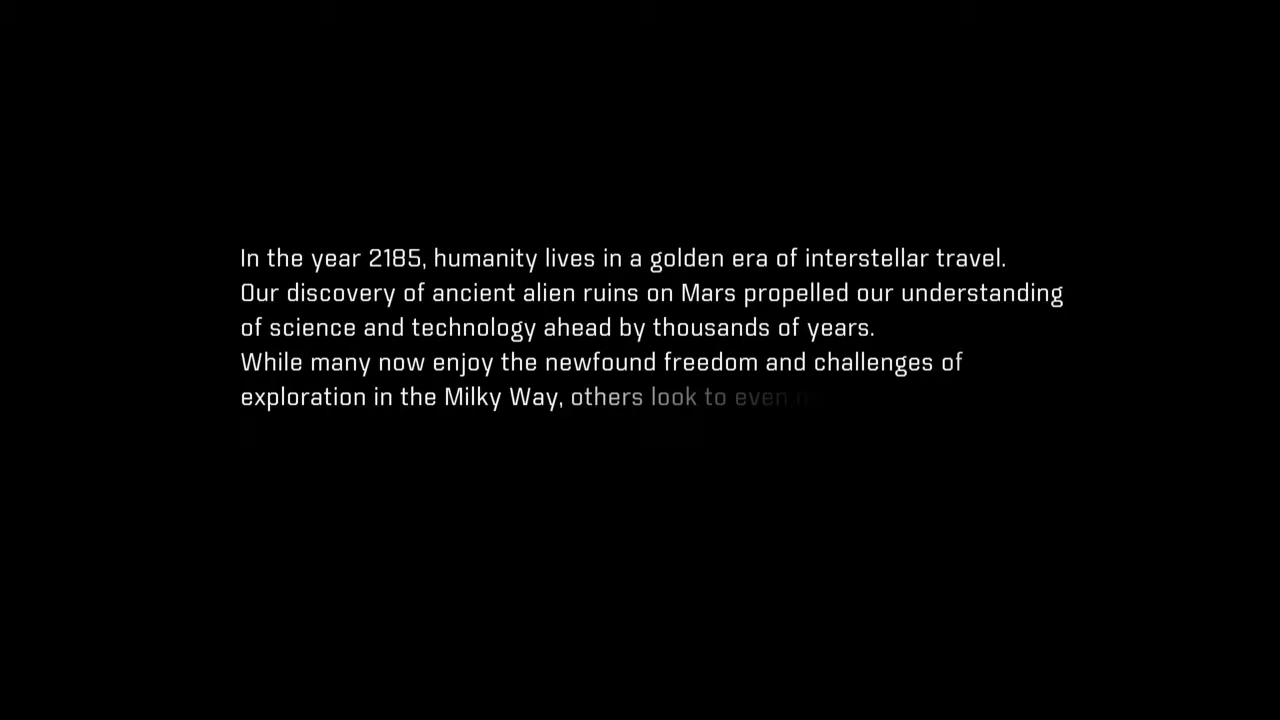 In the year 2185, humanity lives in a golden era of interstellar travel.
Our discovery of ancient alien ruins on Mars propelled our understanding
of science and technology ahead by thousands of years.
While many now enjoy the newfound freedom and challenges of
exploration in the Milky Way, others look to even